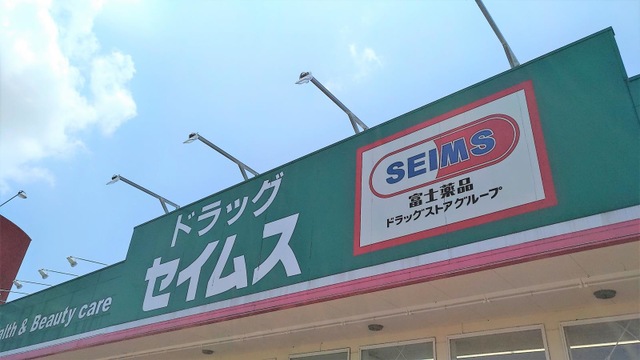 ドラッグ
セイムス
& Beauty care
SEIMS
富士薬品
ドラッグストアグループ